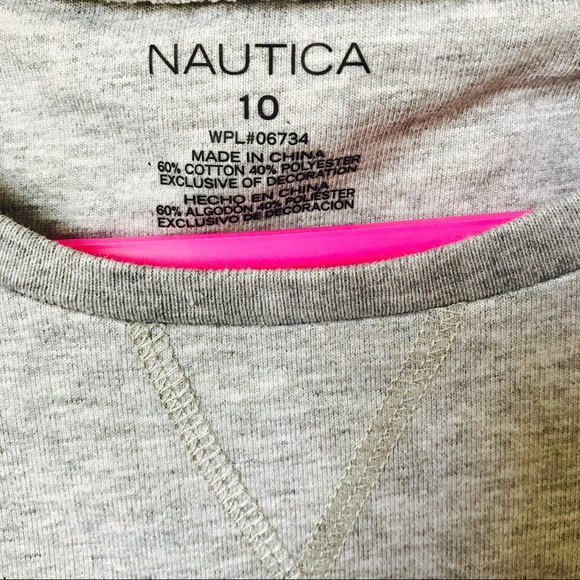 NAUTICA
10
WPL#06734
MADE IN CHINA
60% COTTON 40% POLYESTER
EXCLUSIVE OF DECORATION
HECHO EN CHINA
60% ALGODON 40% POLIESTER
EXCLUSIVO DE DECORACION